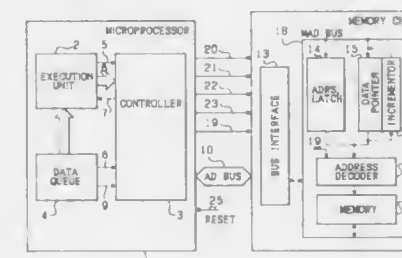 MICROPROCESSOR
MEMORY
18
MAD BUS
2
5
EXECUTION
UNIT
7
CONTROLLER
20
21
22
23
19
13
BUS INTERFACE
14
15
ADRS
LATCH
DATA
POINTER
INCREMENTOR
10
AD BUS
19
ADDRESS
DECODER
MEMORY
6
DATA
QUEUE
7
4
9
3
25
RESET